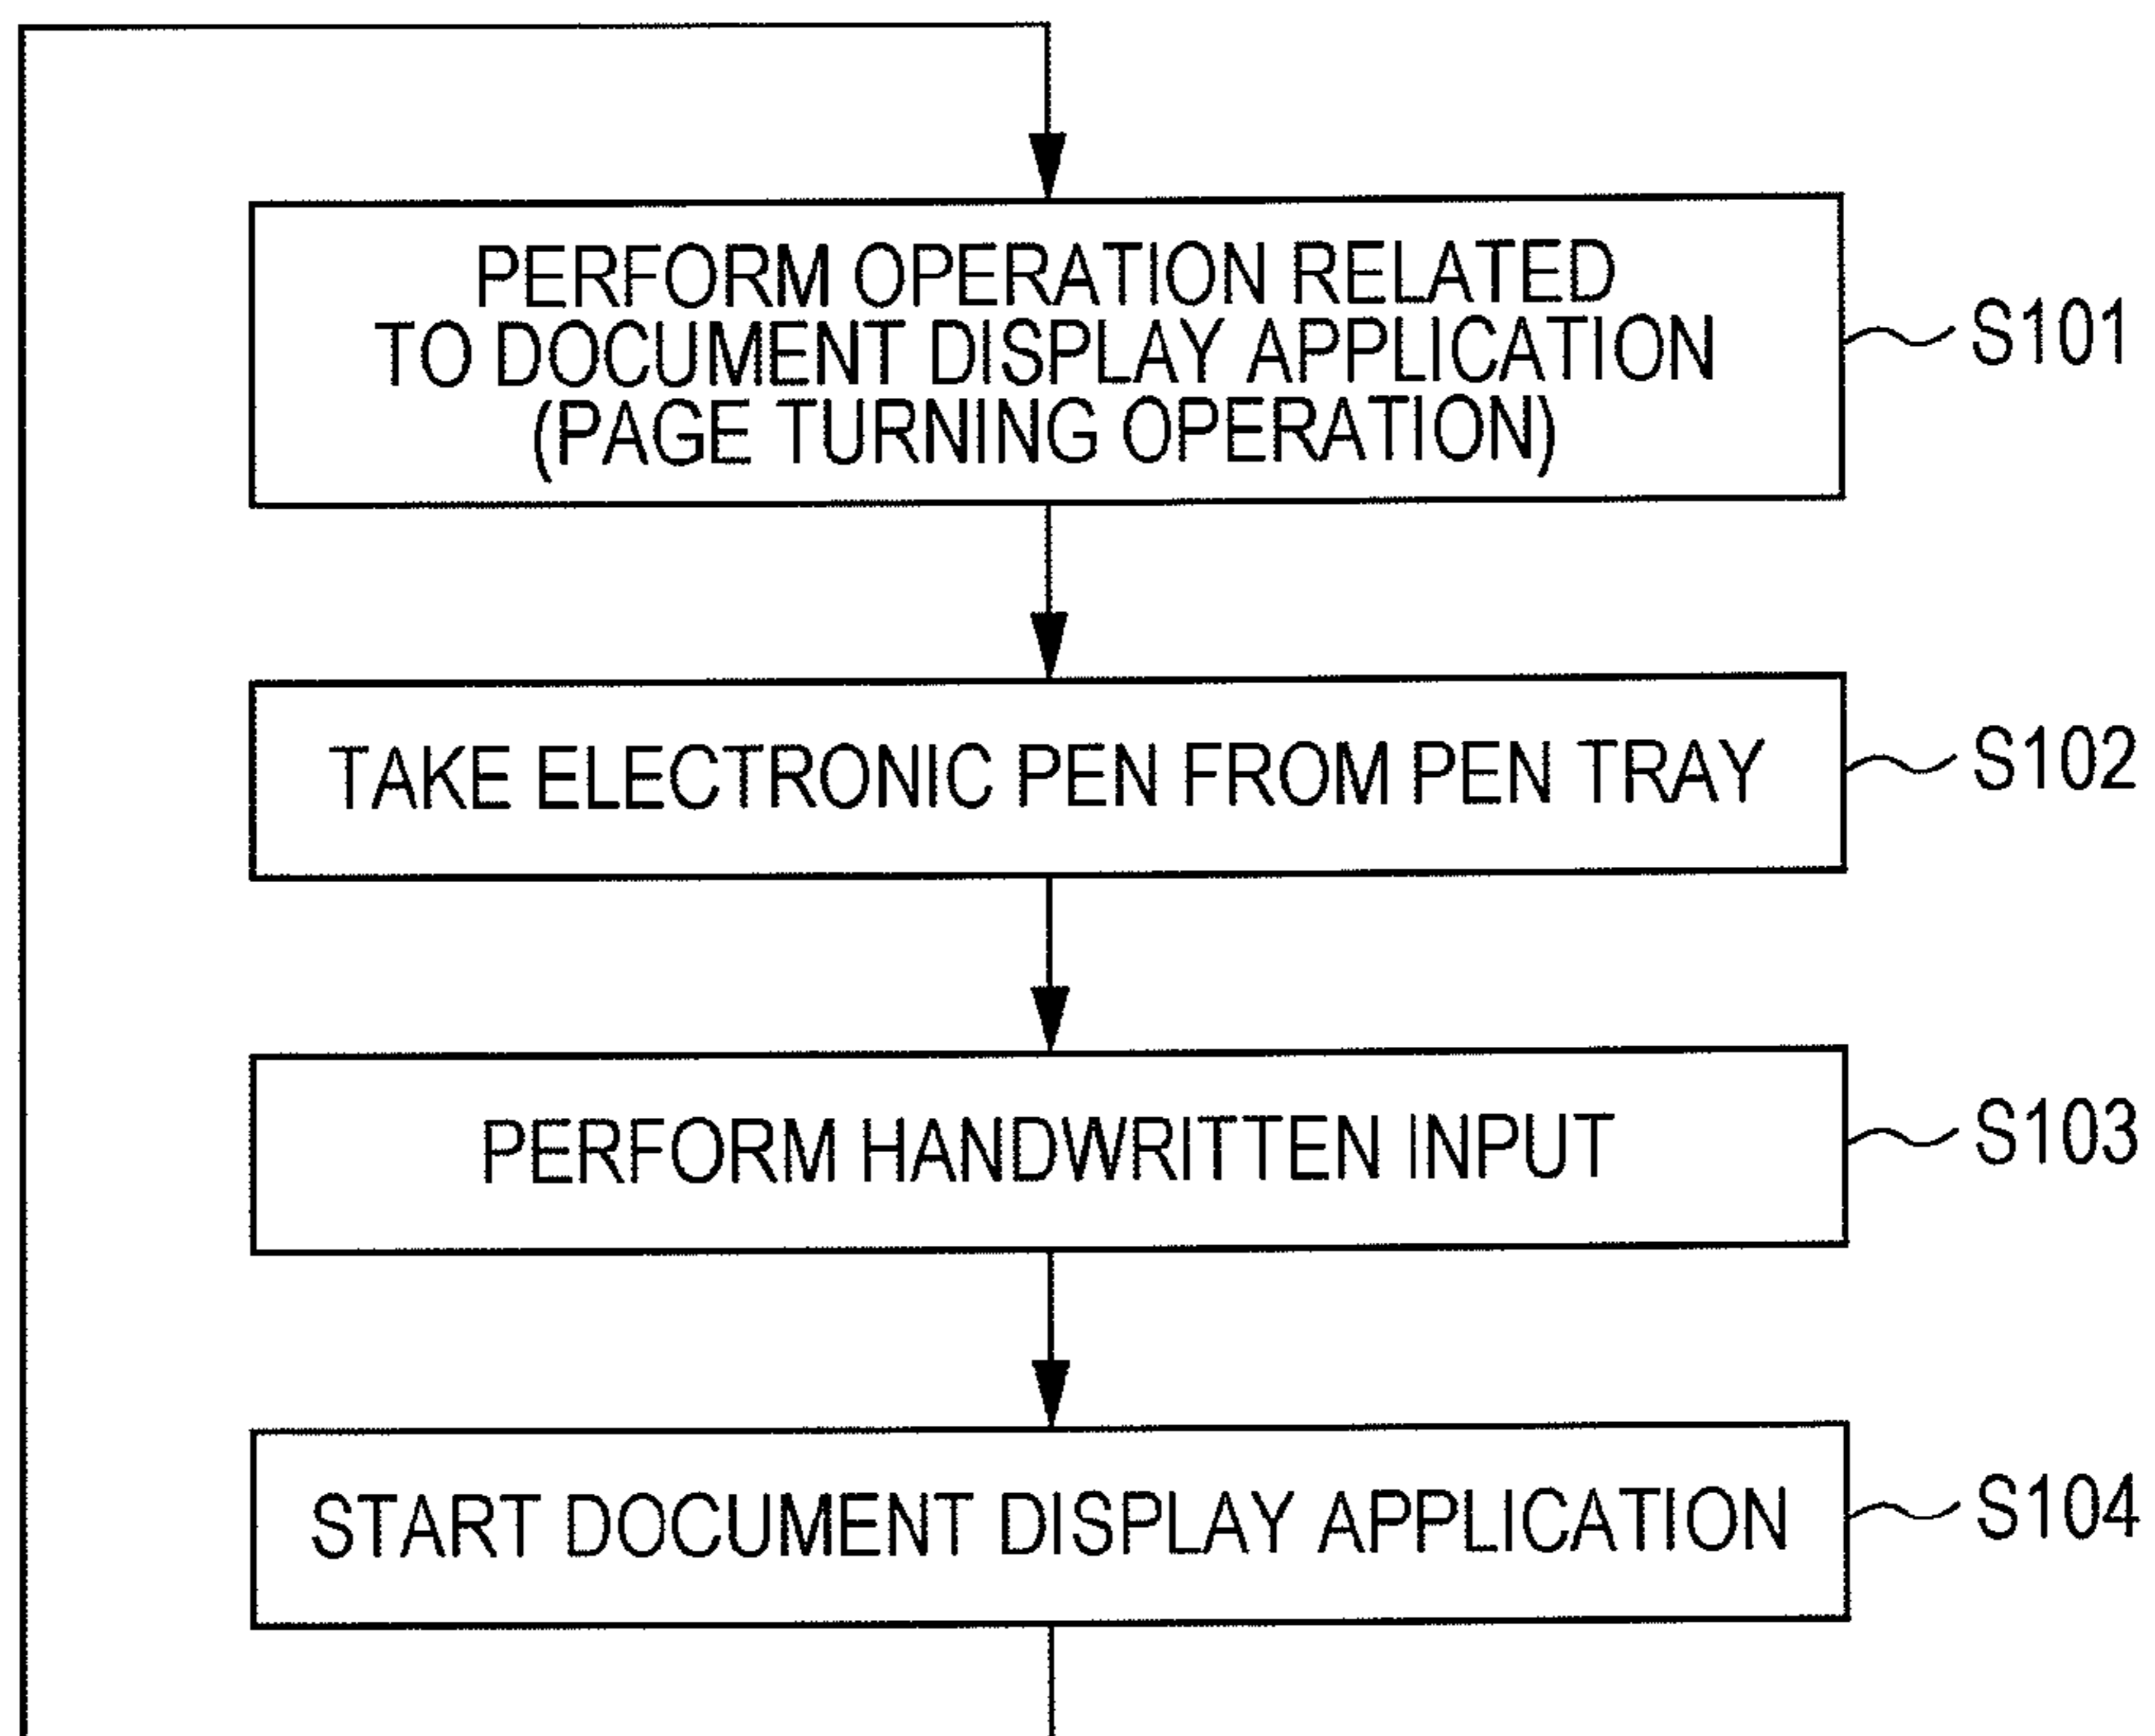 PERFORM OPERATION RELATED
TO DOCUMENT DISPLAY APPLICATION
(PAGE TURNING OPERATION)
S101
TAKE ELECTRONIC PEN FROM PEN TRAY
S102
PERFORM HANDWRITTEN INPUT
S103
START DOCUMENT DISPLAY APPLICATION
S104